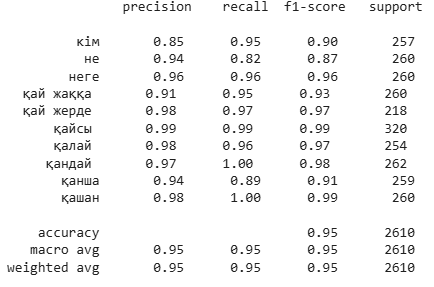 precision recall f1-score support
кім 0.85 0.95 0.90 257
не 0.94 0.82 0.87 260
неге 0.96 0.96 0.96 260
қай жаққа 0.91 0.95 0.93 260
қай жерде 0.98 0.97 0.97 218
қайсы 0.99 0.99 0.99 320
қалай 0.98 0.96 0.97 254
қандай 0.97 1.00 0.98 262
қанша 0.94 0.89 0.91 259
қашан 0.98 1.00 0.99 260
accuracy 0.95 2610
macro avg 0.95 0.95 0.95 2610
weighted avg 0.95 0.95 0.95 2610